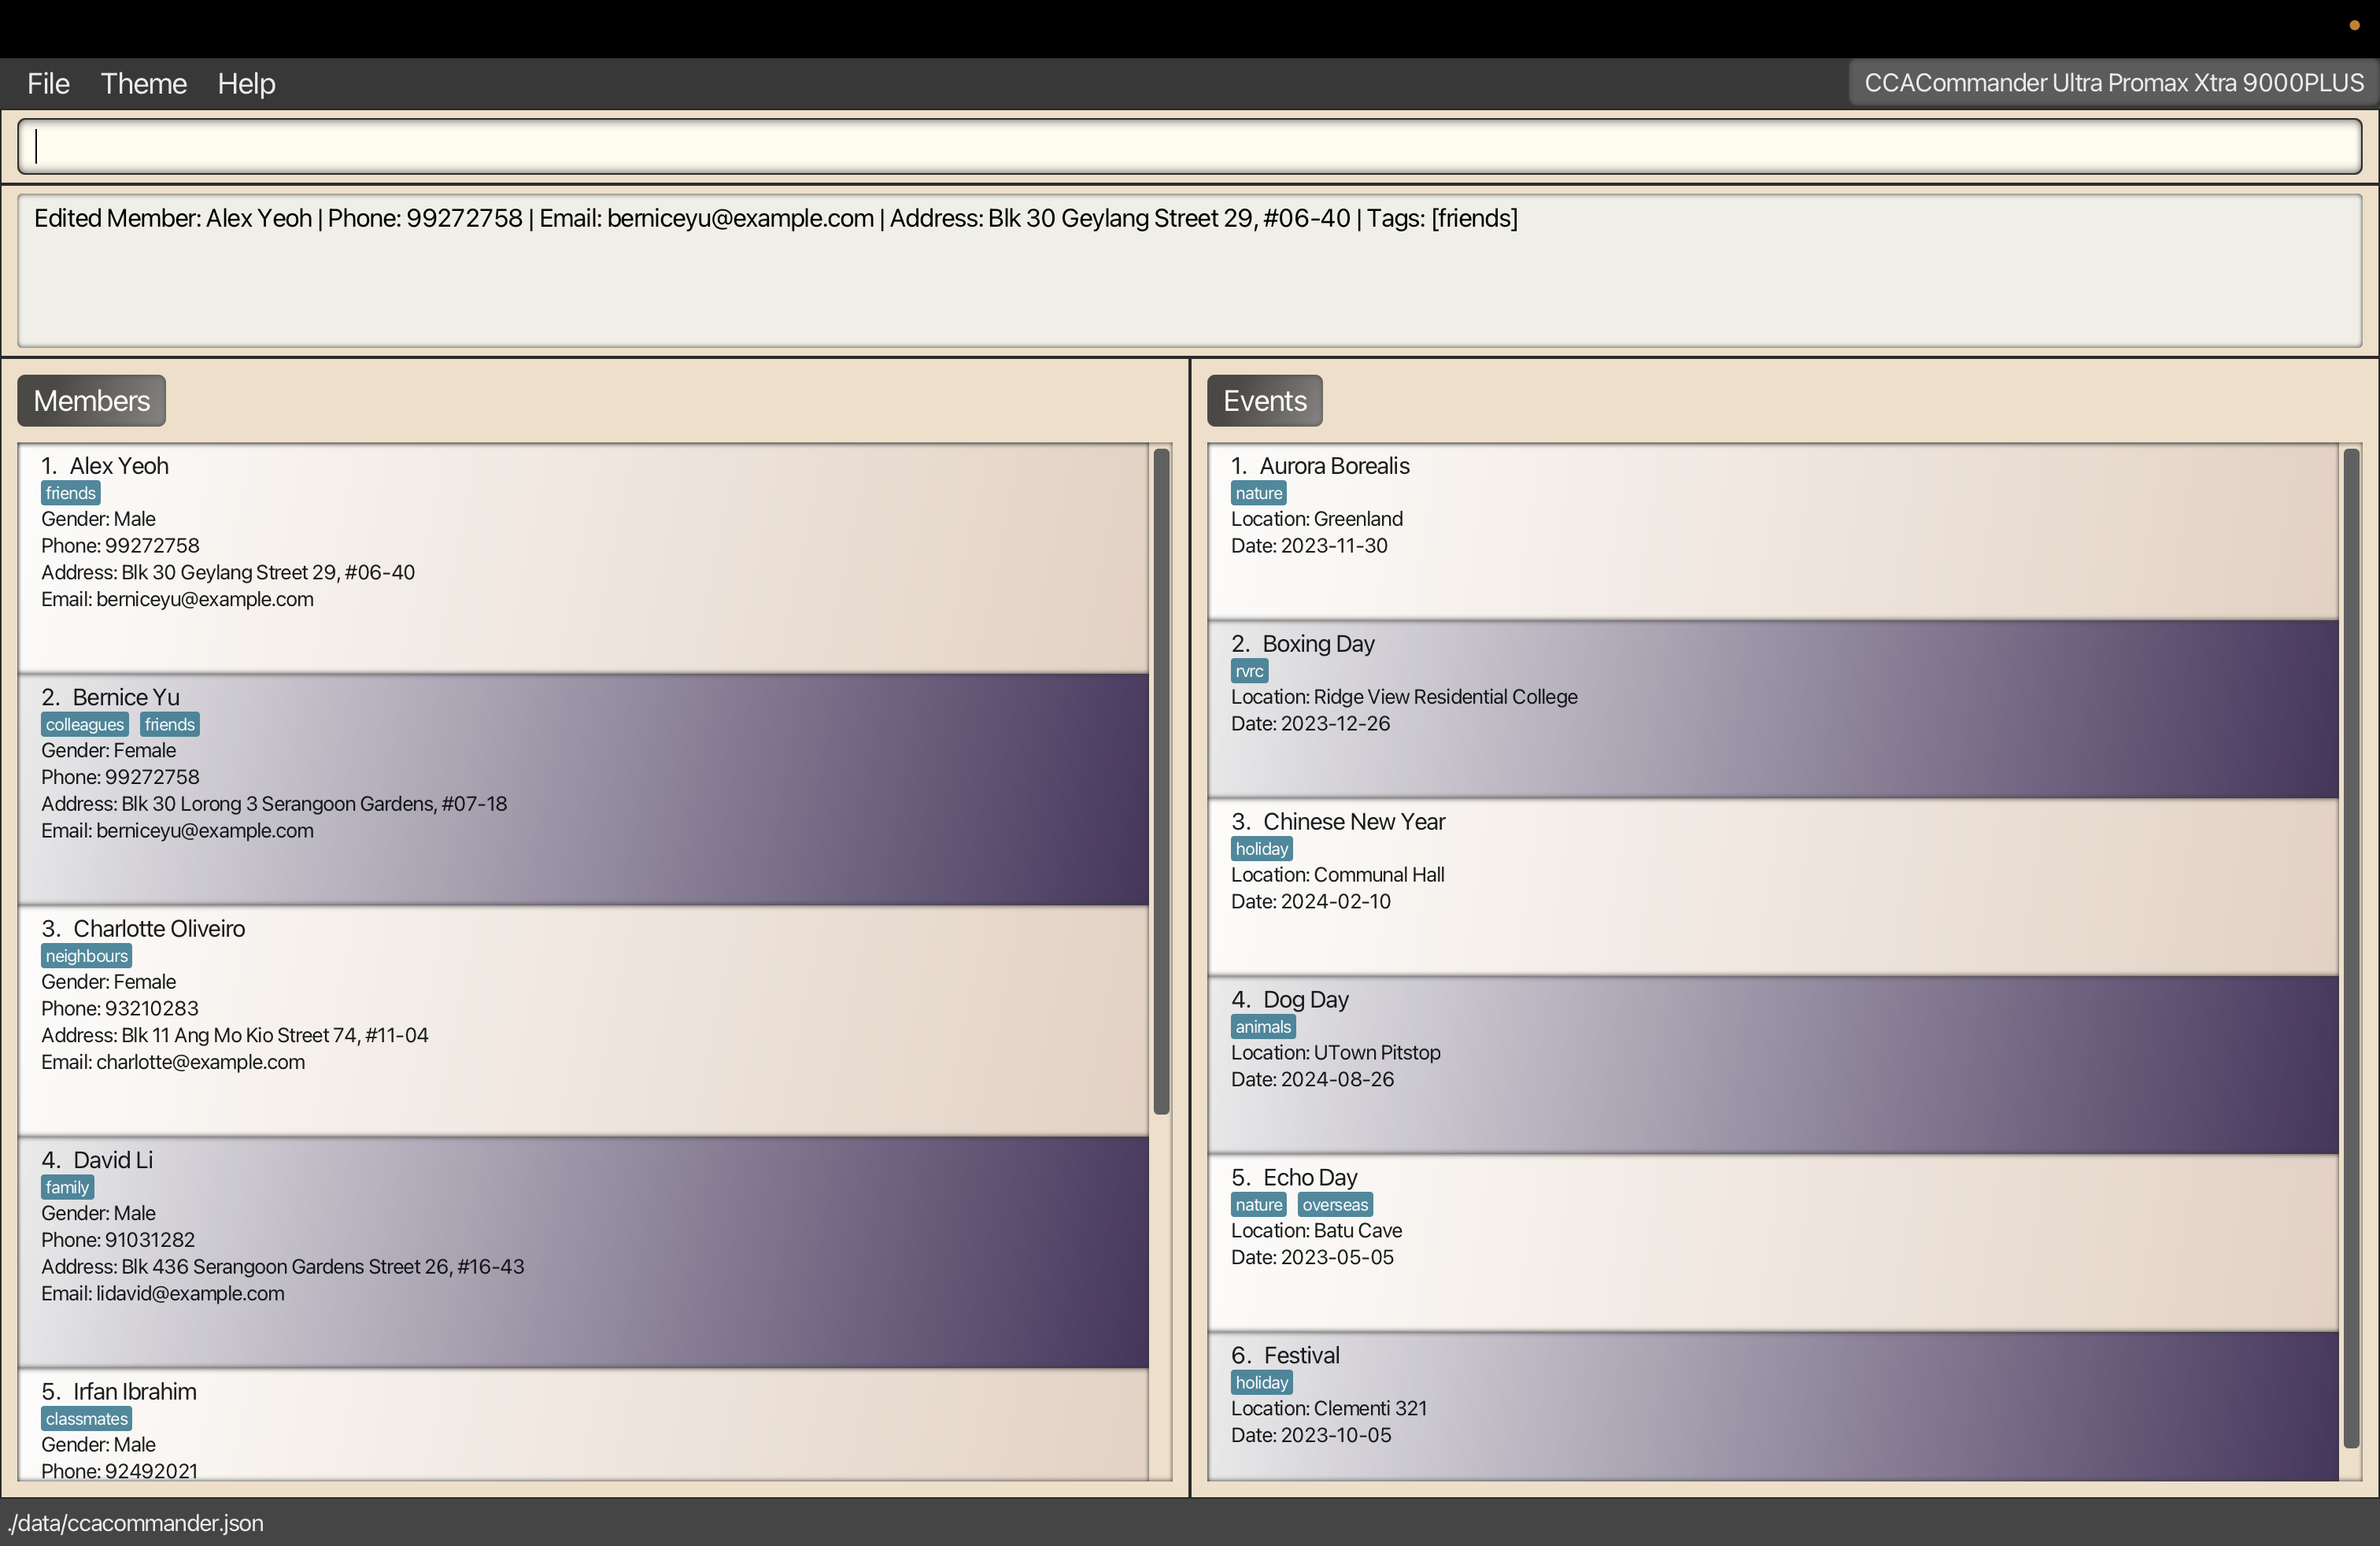 File Theme Help CCACommander Ultra Promax Xtra 9000PLUS
Edited Member: Alex Yeoh | Phone: 99272758 | Email: berniceyu@example.com | Address: Blk 30 Geylang Street 29, #06-40 | Tags: [friends]
Members
1. Alex Yeoh
friends
Gender: Male
Phone: 99272758
Address: Blk 30 Geylang Street 29, #06-40
Email: berniceyu@example.com
2. Bernice Yu
colleagues friends
Gender: Female
Phone: 99272758
Address: Blk 30 Lorong 3 Serangoon Gardens, #07-18
Email: berniceyu@example.com
3. Charlotte Oliveiro
neighbours
Gender: Female
Phone: 93210283
Address: Blk 11 Ang Mo Kio Street 74, #11-04
Email: charlotte@example.com
4. David Li
family
Gender: Male
Phone: 91031282
Address: Blk 436 Serangoon Gardens Street 26, #16-43
Email: lidavid@example.com
5. Irfan Ibrahim
classmates
Gender: Male
Phone: 92492021
Events
1. Aurora Borealis
nature
Location: Greenland
Date: 2023-11-30
2. Boxing Day
rvrc
Location: Ridge View Residential College
Date: 2023-12-26
3. Chinese New Year
holiday
Location: Communal Hall
Date: 2024-02-10
4. Dog Day
animals
Location: UTown Pitstop
Date: 2024-08-26
5. Echo Day
nature overseas
Location: Batu Cave
Date: 2023-05-05
6. Festival
holiday
Location: Clementi 321
Date: 2023-10-05
./data/ccacommander.json